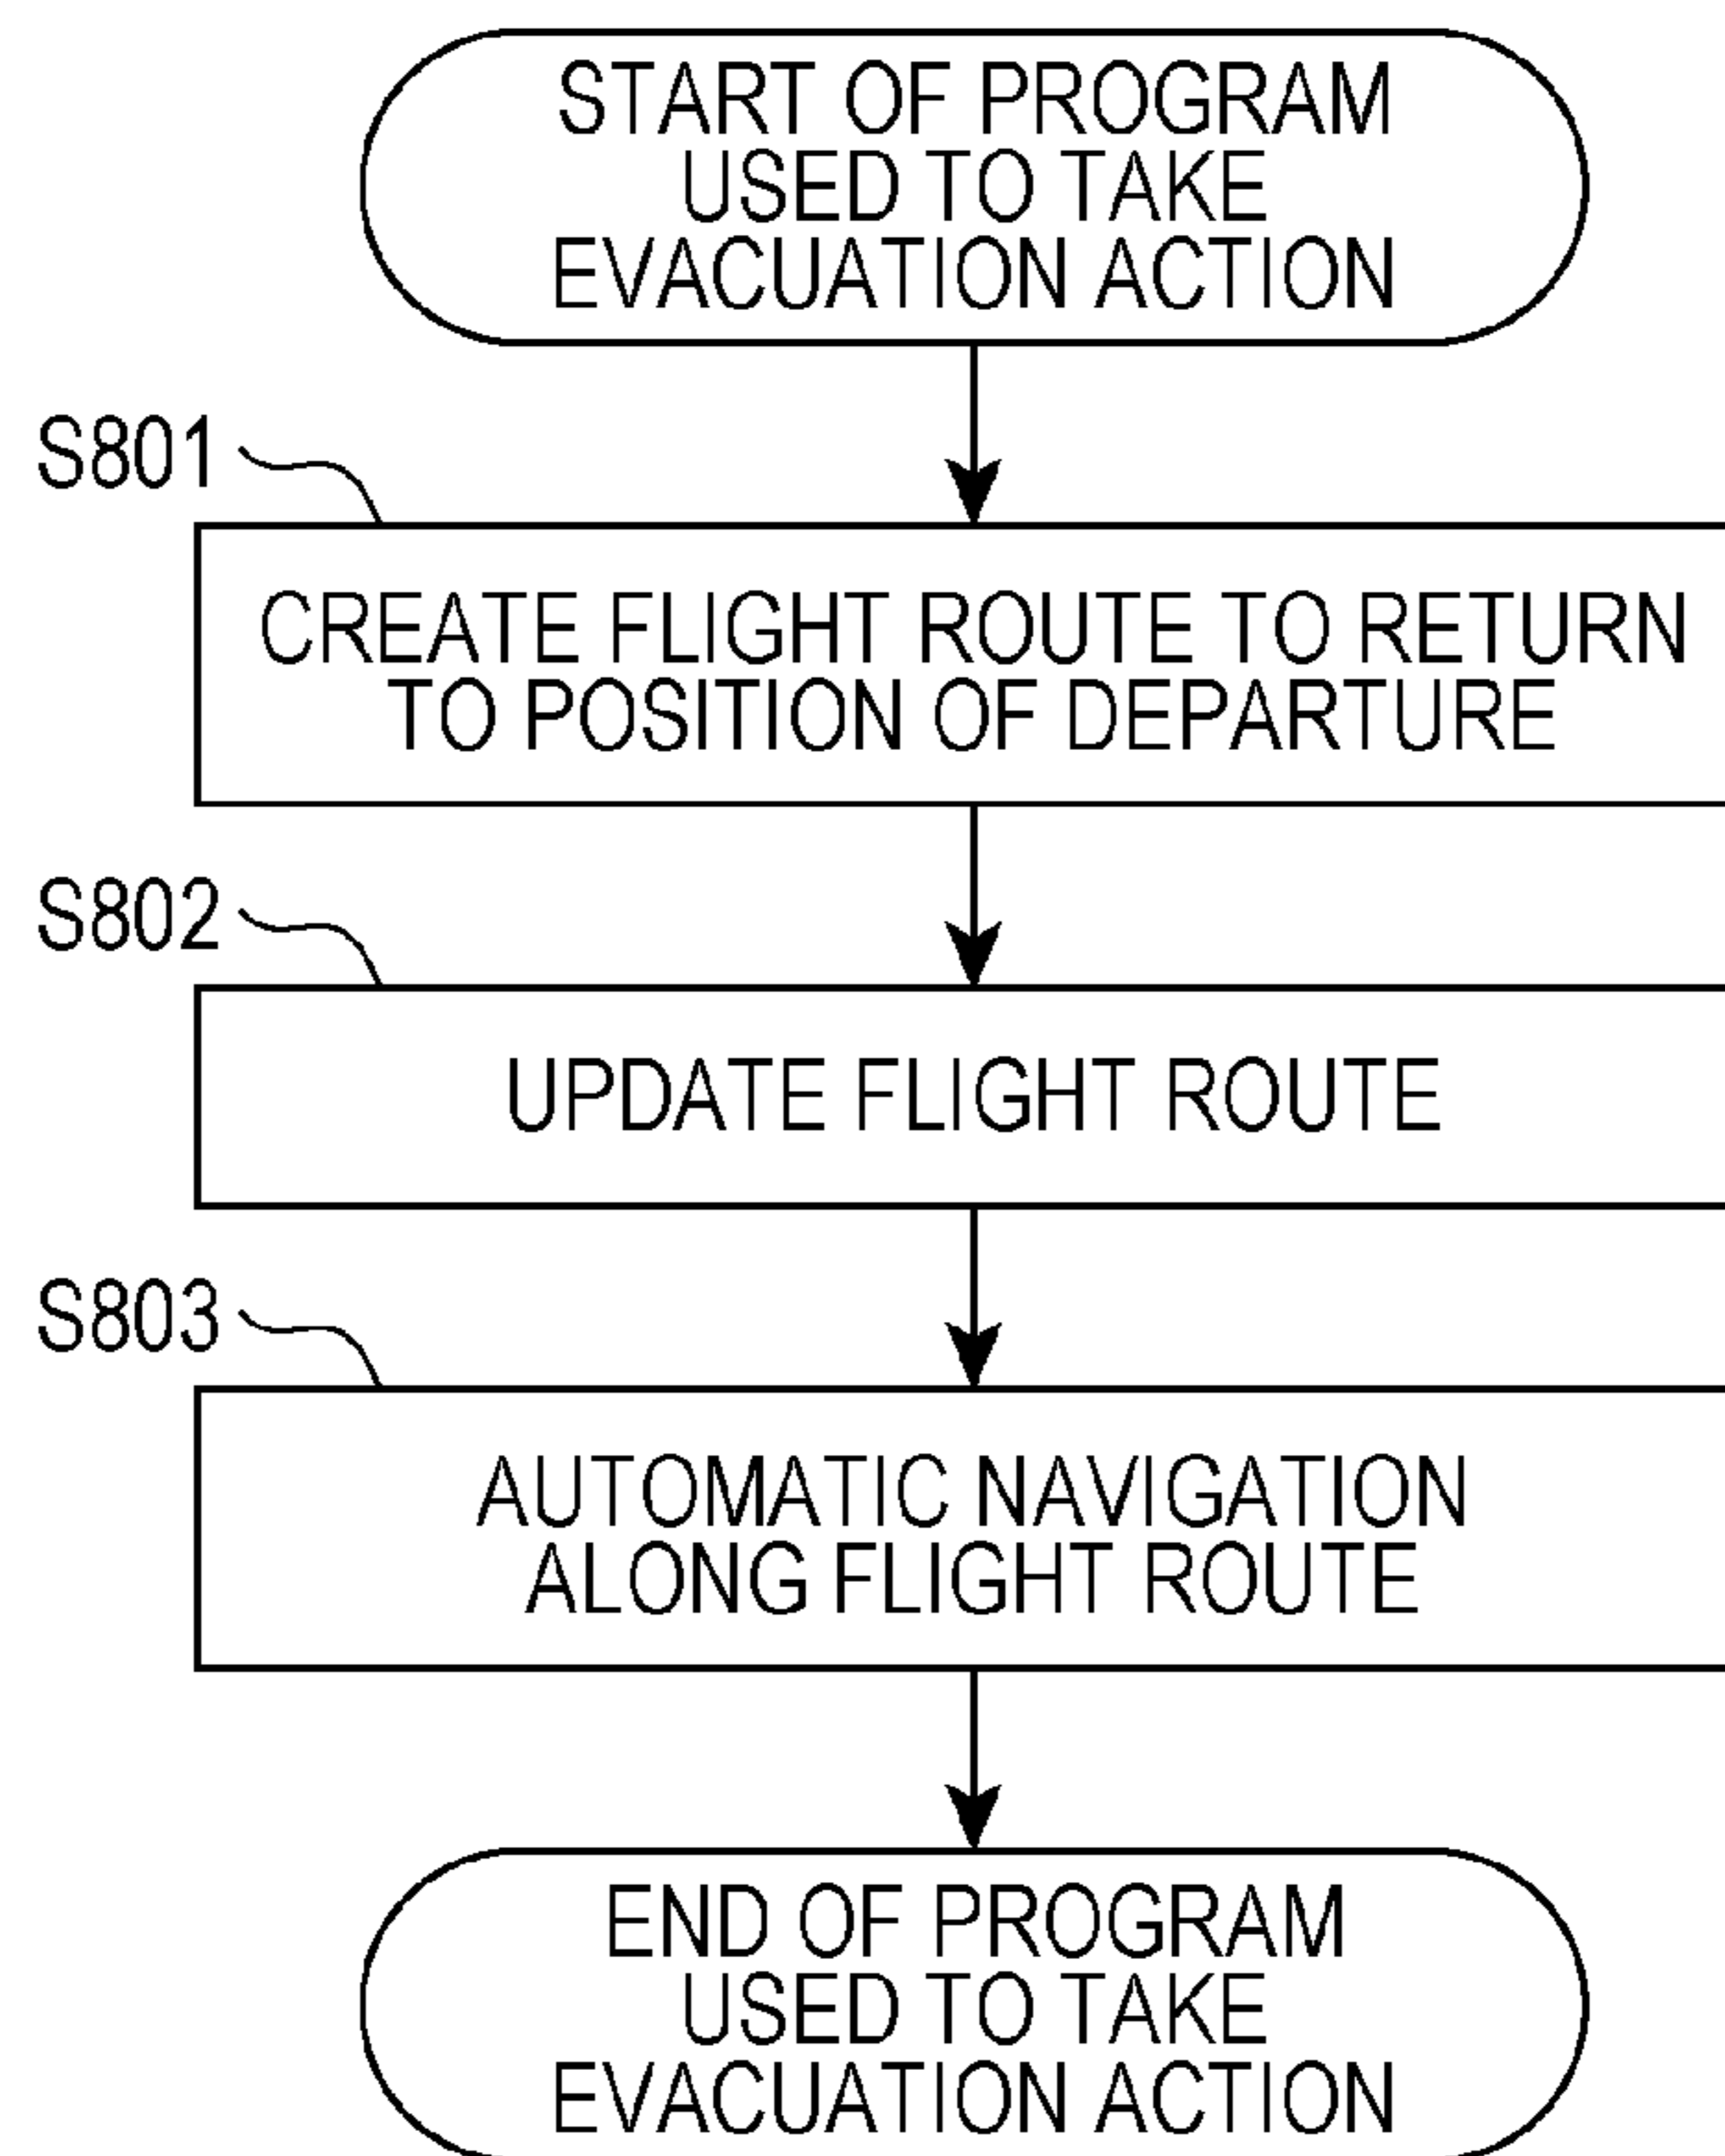 START OF PROGRAM
USED TO TAKE
EVACUATION ACTION
S801
CREATE FLIGHT ROUTE TO RETURN
TO POSITION OF DEPARTURE
S802
UPDATE FLIGHT ROUTE
S803
AUTOMATIC NAVIGATION
ALONG FLIGHT ROUTE
END OF PROGRAM
USED TO TAKE
EVACUATION ACTION